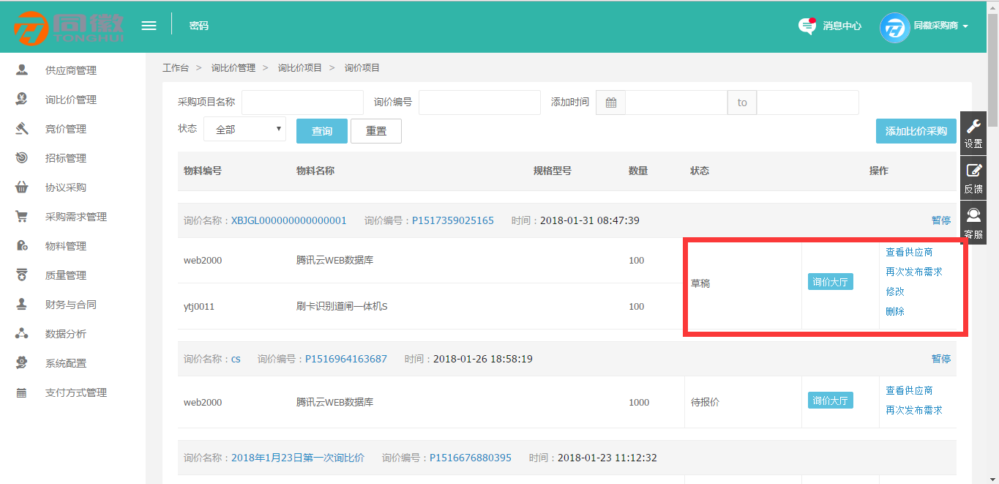 同徽
TONGHUI
密码
消息中心
同徽采购商
供应商管理
询比价管理
竞价管理
招标管理
协议采购
采购需求管理
物料管理
质量管理
财务与合同
数据分析
系统配置
支付方式管理
工作台 > 询比价管理 > 询比价项目 > 询价项目
采购项目名称 询价编号 添加时间 to
状态 全部 查询 重置 添加比价采购
物料编号 物料名称 规格型号 数量 状态 操作
询价名称：XBJGL000000000000001 询价编号：P1517359025165 时间：2018-01-31 08:47:39 暂停
web2000 腾讯云WEB数据库 100
ytj0011 刷卡识别道闸一体机S 100
草稿 询价大厅
查看供应商
再次发布需求
修改
删除
询价名称：cs 询价编号：P1516964163687 时间：2018-01-26 18:58:19 暂停
web2000 腾讯云WEB数据库 1000 待报价 询价大厅
查看供应商
再次发布需求
询价名称：2018年1月23日第一次询比价 询价编号：P1516676880395 时间：2018-01-23 11:12:32
设置
反馈
客服